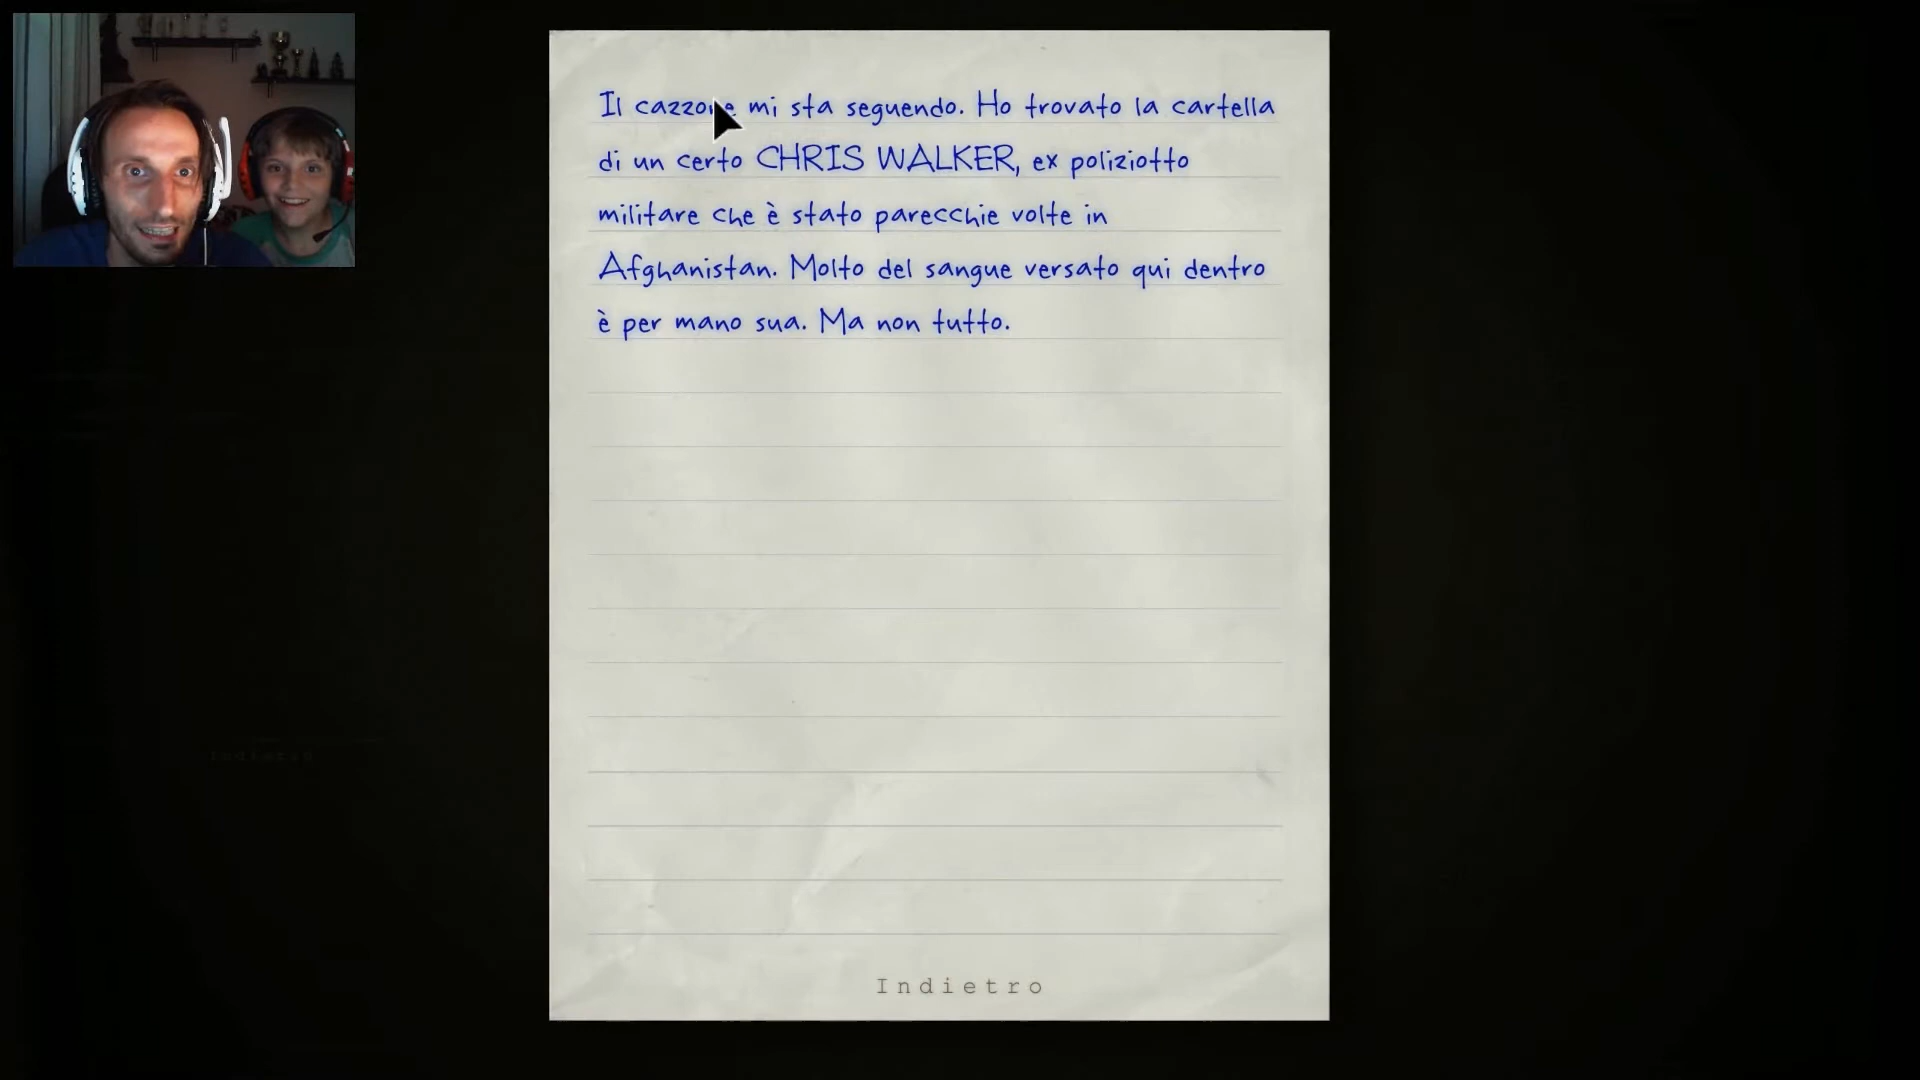 Il cazzone mi sta seguendo. Ho trovato la cartella
di un certo CHRIS WALKER, ex poliziotto
militare che è stato parecchie volte in
Afghanistan. Molto del sangue versato qui dentro
è per mano sua. Ma non tutto.
Indietro
Indietro